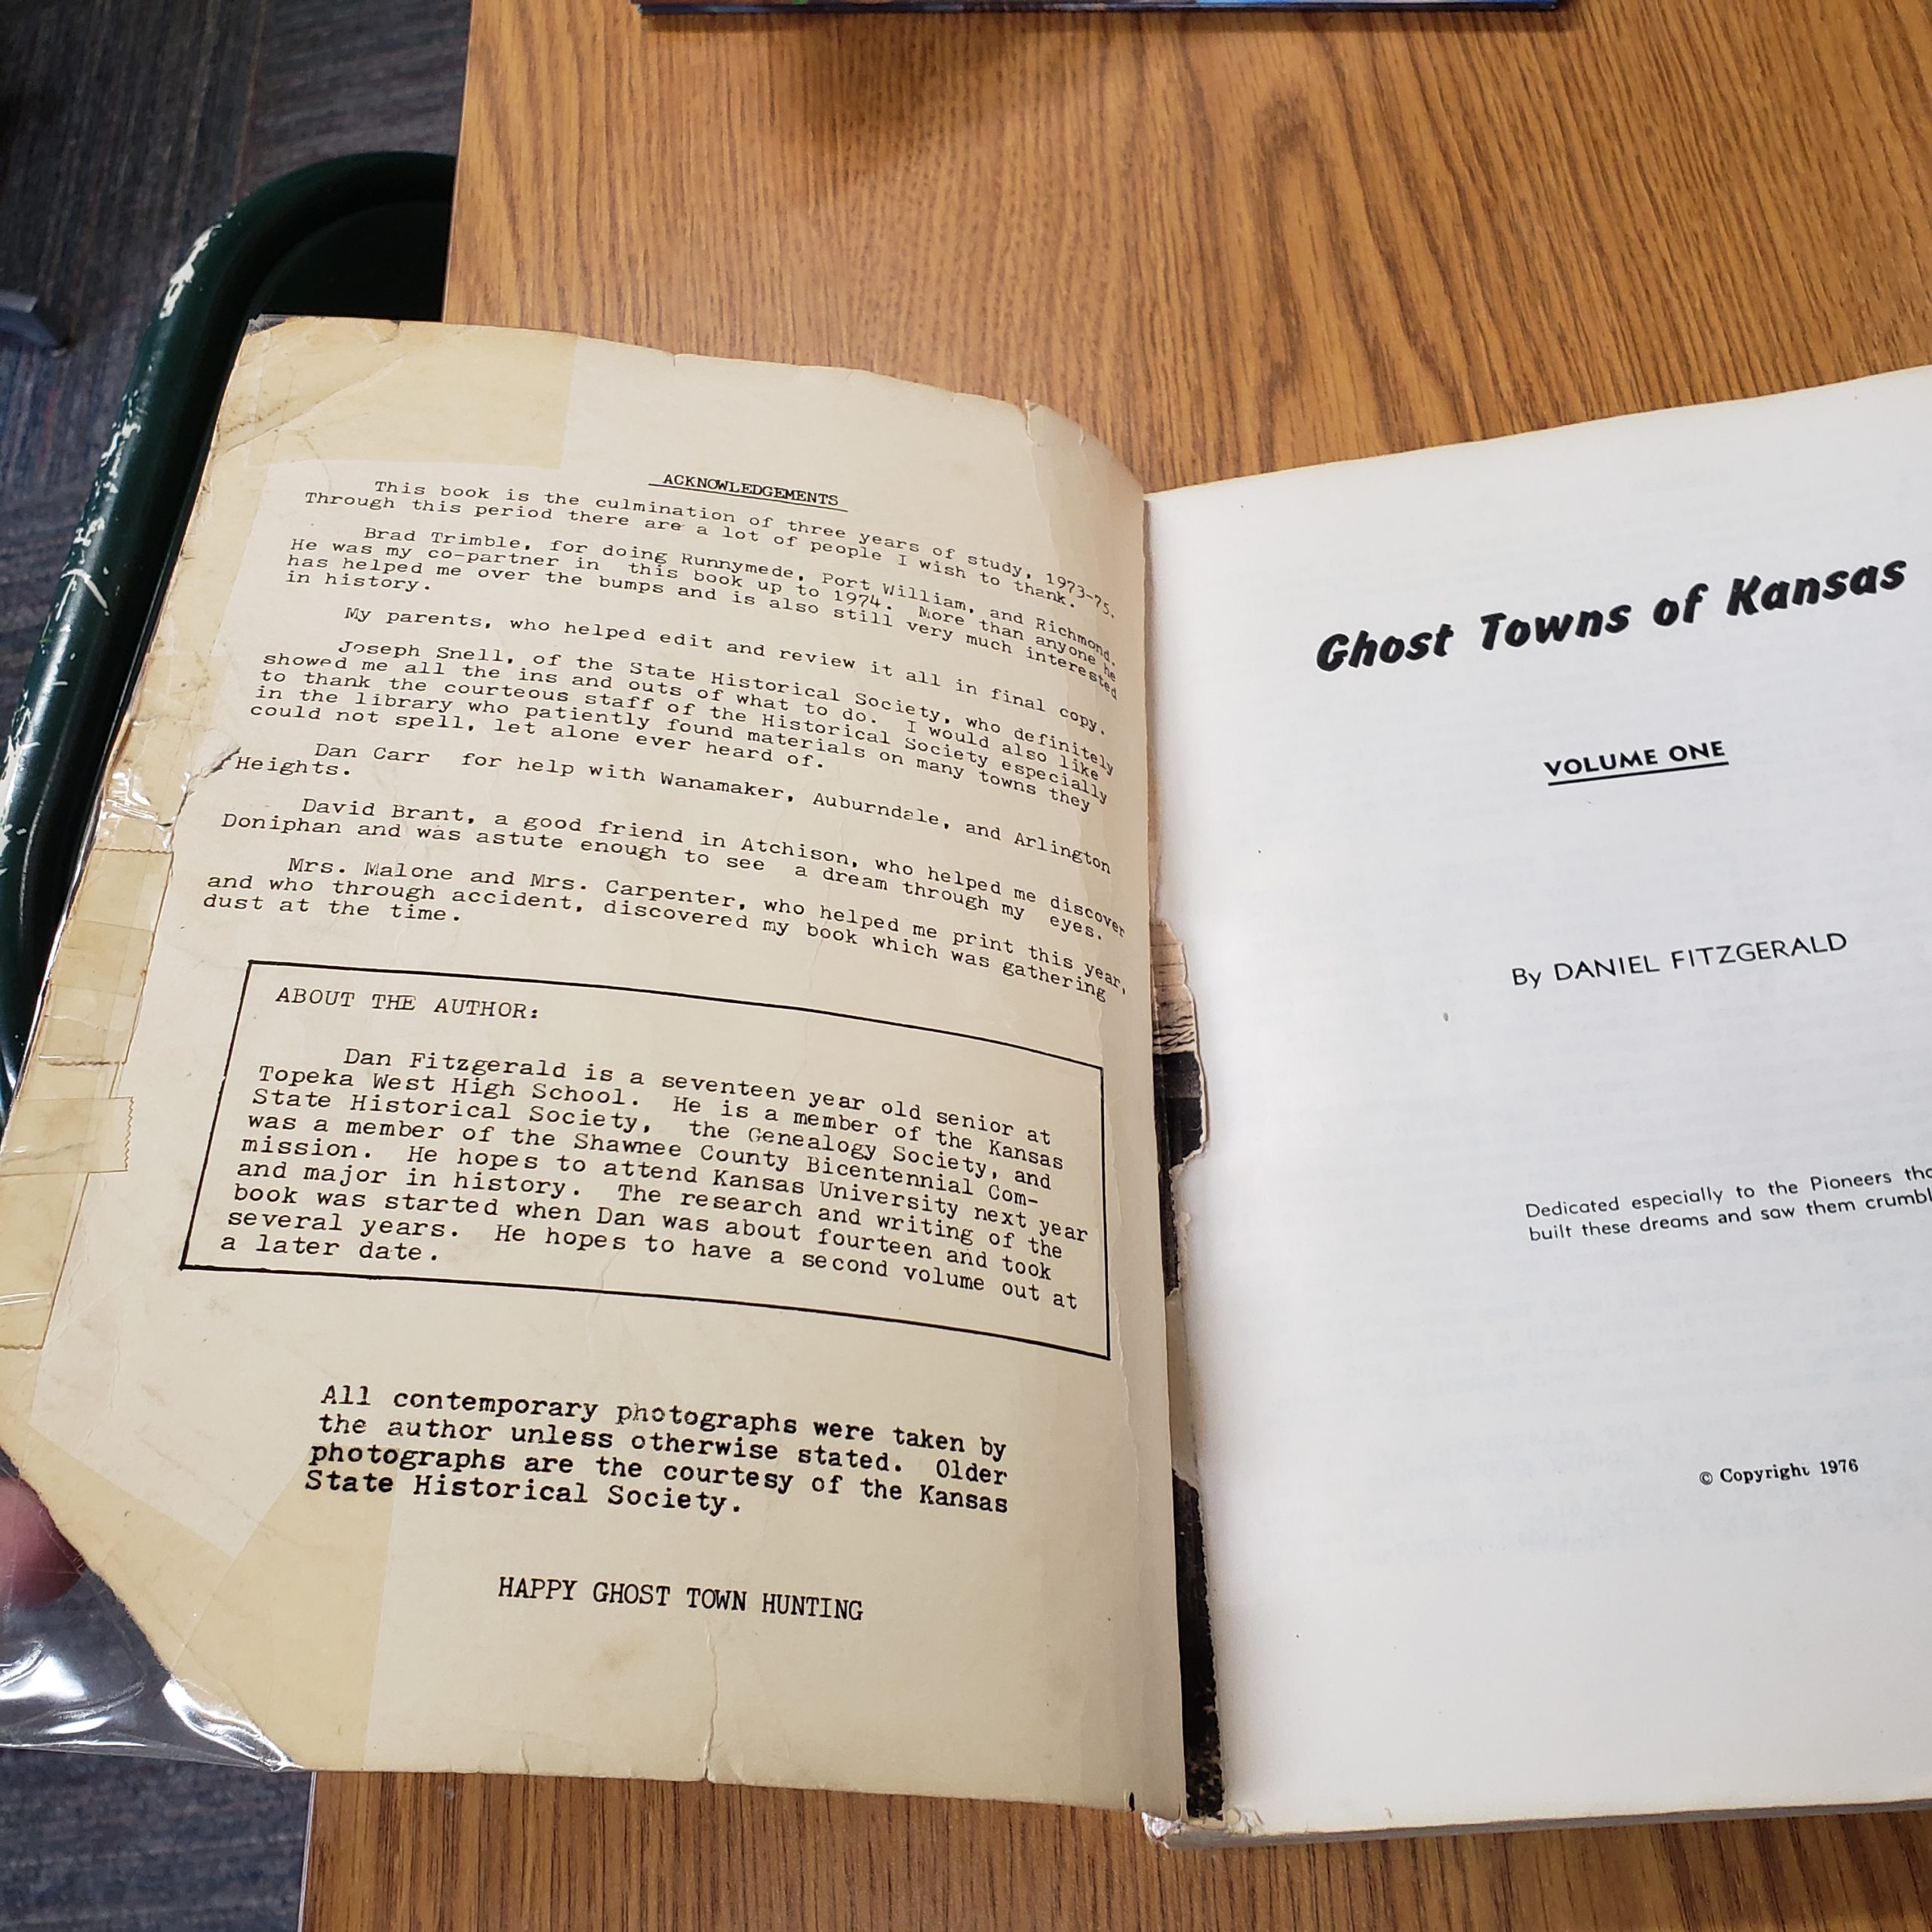 ACKNOWLEDGEMENTS
This book is the culmination of three years of study, 1973-75.
Through this period there are a lot of people I wish to thank.
Brad Trimble, for doing Runnymede, Port William, and Richmond.
He was my co-partner in this book up to 1974. More than anyone he
has helped me over the bumps and is also still very much interested
in history.
My parents, who helped edit and review it all in final copy.
Joseph Snell, of the State Historical Society, who definitely
showed me all the ins and outs of what to do. I would also like
to thank the courteous staff of the Historical Society especially
in the library who patiently found materials on many towns they
could not spell, let alone ever heard of.
Dan Carr for help with Wanamaker, Auburndale, and Arlington
Heights.
David Brant, a good friend in Atchison, who helped me discover
Doniphan and was astute enough to see a dream through my eyes.
Mrs. Malone and Mrs. Carpenter, who helped me print this year,
and who through accident, discovered my book which was gathering
dust at the time.
ABOUT THE AUTHOR:
Dan Fitzgerald is a seventeen year old senior at
Topeka West High School. He is a member of the Kansas
State Historical Society, the Genealogy Society, and
was a member of the Shawnee County Bicentennial Com-
mission. He hopes to attend Kansas University next year
and major in history. The research and writing of the
book was started when Dan was about fourteen and took
several years. He hopes to have a second volume out at
a later date.
All contemporary photographs were taken by
the author unless otherwise stated. Older
photographs are the courtesy of the Kansas
State Historical Society.
HAPPY GHOST TOWN HUNTING
Ghost Towns of Kansas
VOLUME ONE
By DANIEL FITZGERALD
Dedicated especially to the Pioneers
built these dreams and saw them
© Copyright 1976